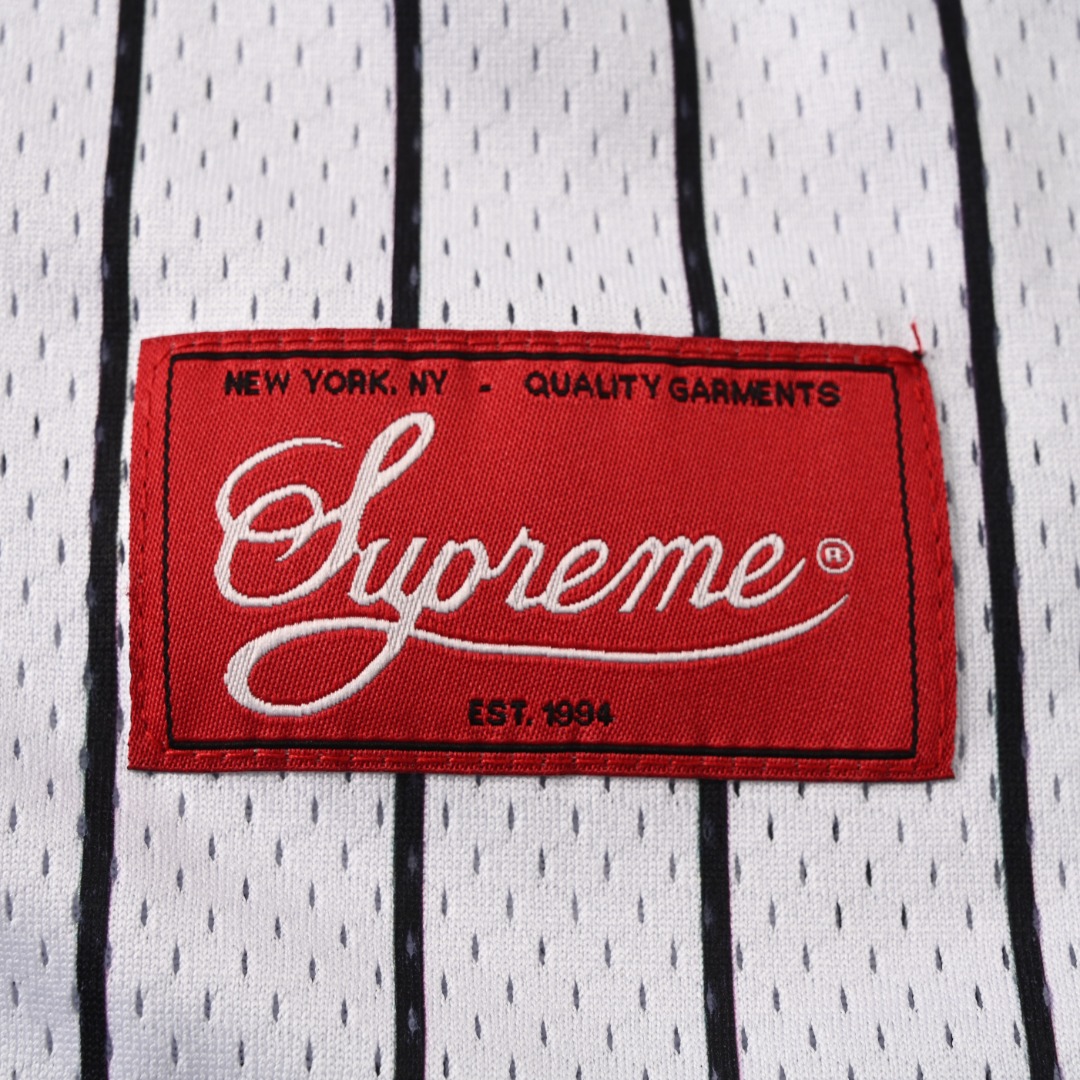 NEW YORK. NY - QUALITY GARMENTS
Supreme ®
EST. 1994